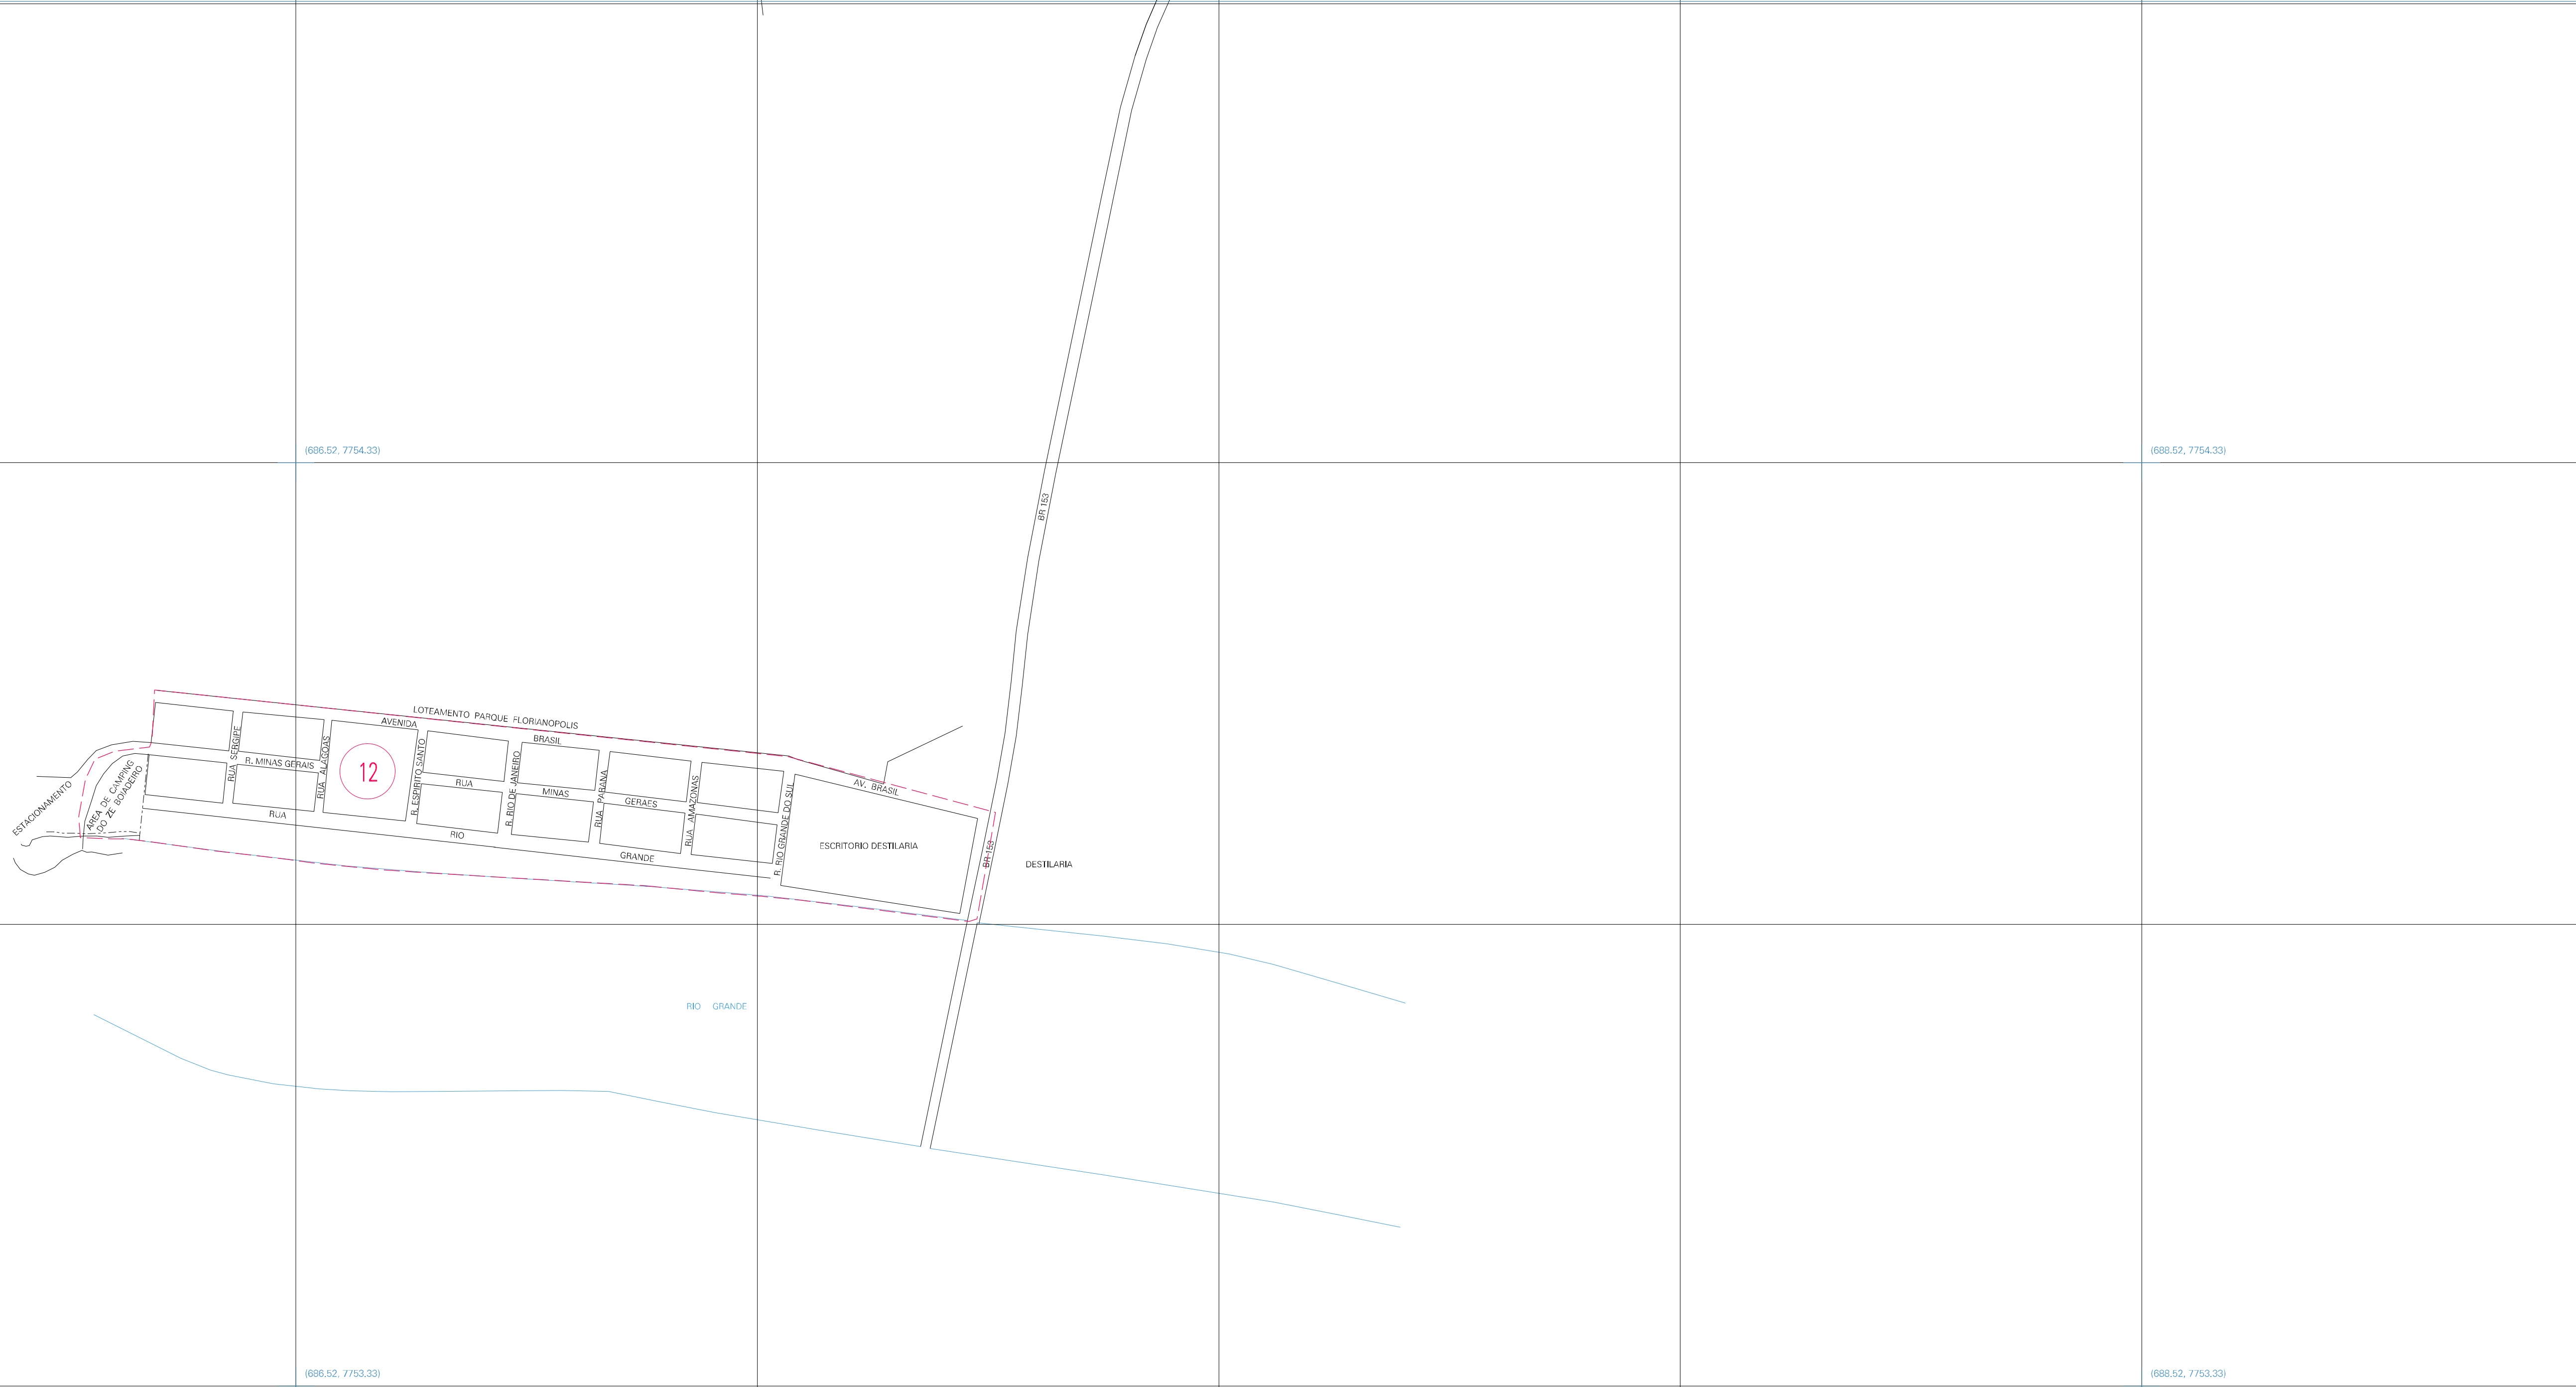 (686.52, 7754.33)
(688.52, 7754.33)
BR 153
LOTEAMENTO PARQUE FLORIANOPOLIS
AVENIDA
BRASIL
AV. BRASIL
RUA SERGIPE
R. MINAS GERAIS
RUA ALAGOAS
12
R. ESPIRITO SANTO
RUA
R. RIO DE JANEIRO
MINAS
RUA PARANA
GERAES
RUA AMAZONAS
R. RIO GRANDE DO SUL
ESTACIONAMENTO
AREA DE CAMPING
DO ZE BOIADEIRO
RUA
RIO
GRANDE
ESCRITORIO DESTILARIA
BR 153
DESTILARIA
RIO GRANDE
(686.52, 7753.33)
(688.52, 7753.33)